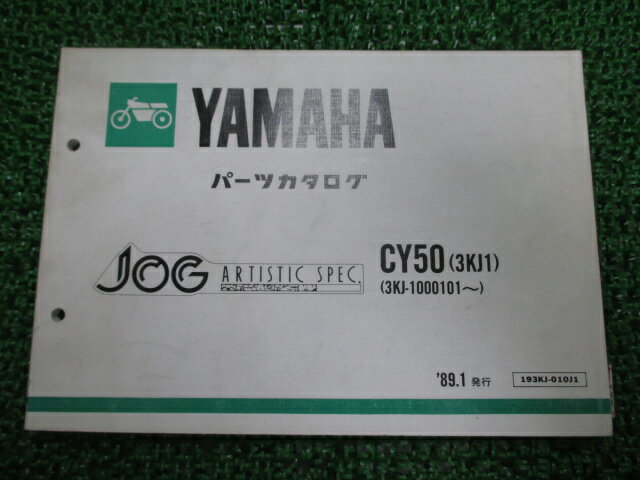 YAMAHA
パーツカタログ
JOG ARTISTIC SPEC.
CY50 (3KJ1)
(3KJ-1000101〜)
'89.1 発行
193KJ-010J1